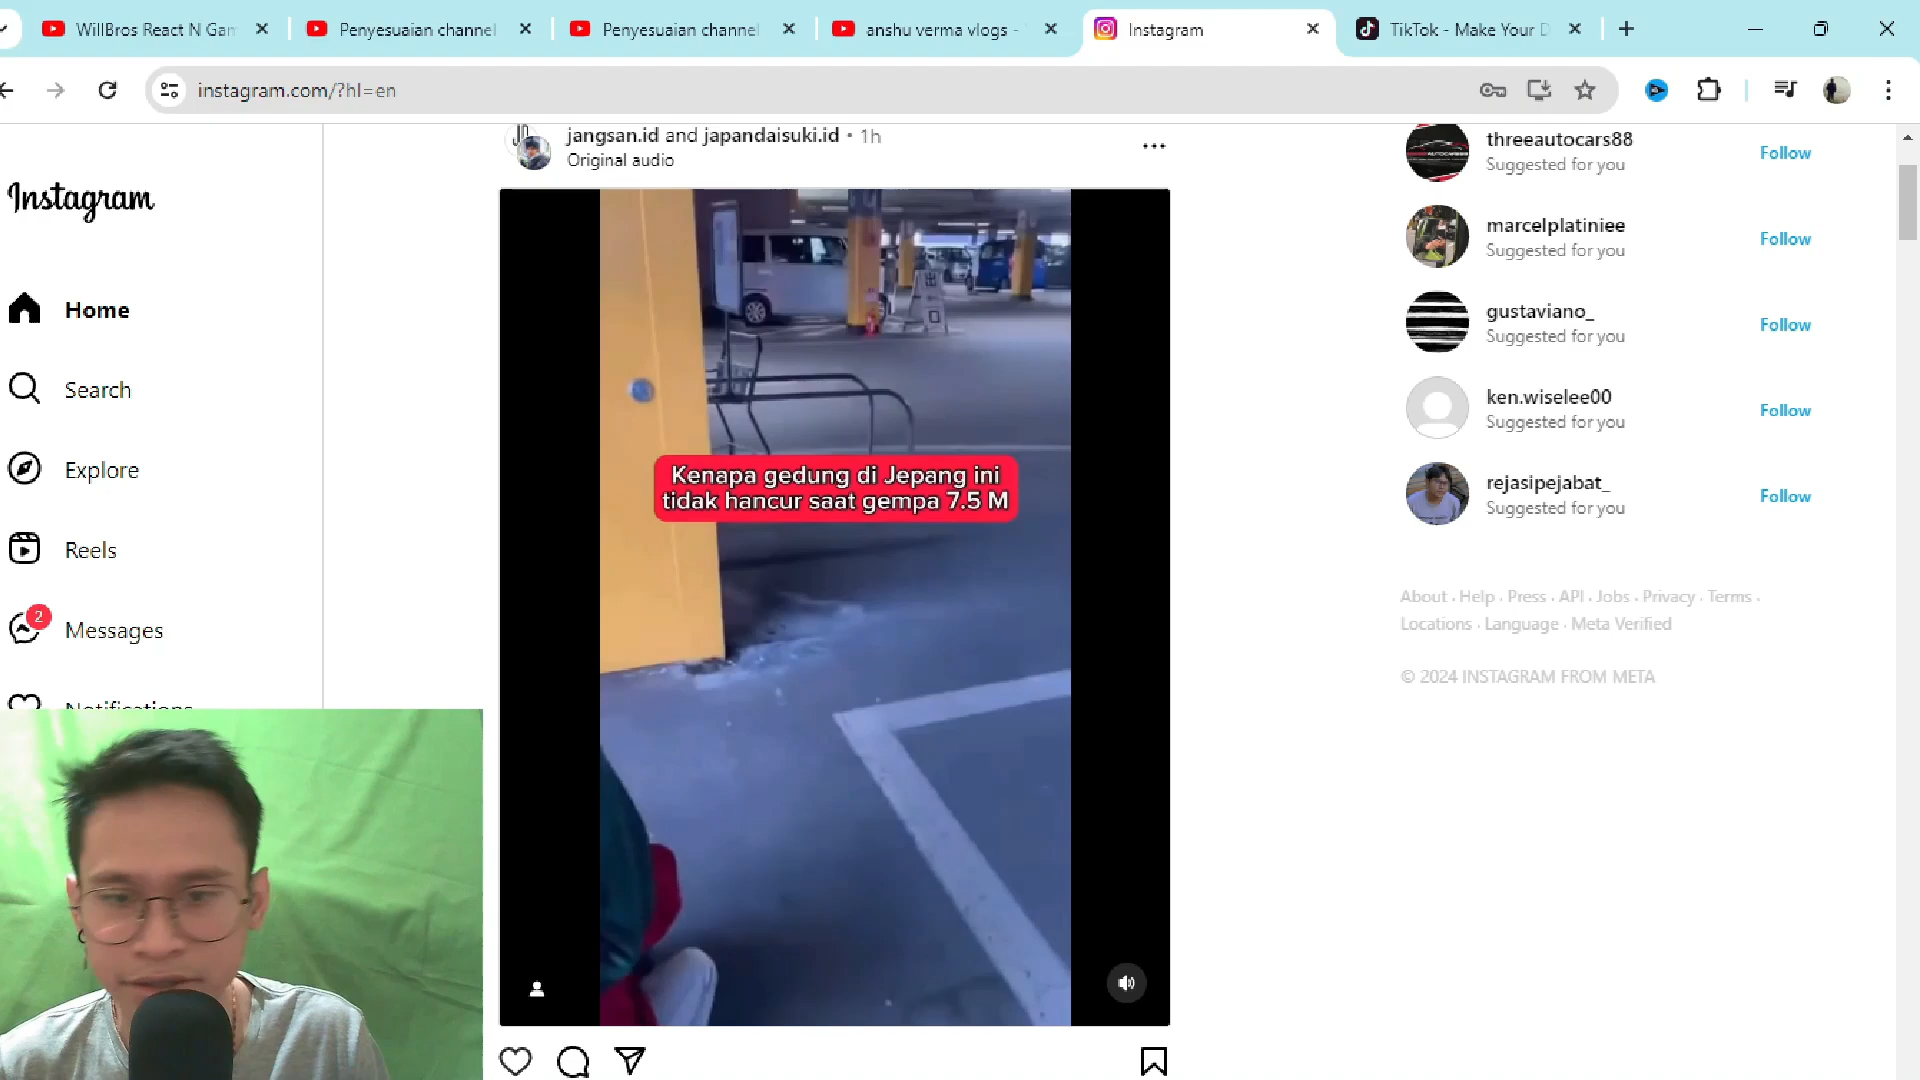 WillBros React N Gam
Penyesuaian channel
Penyesuaian channel
anshu verma vlogs -
Instagram
TikTok - Make Your D
instagram.com/?hl=en
Instagram
Home
Search
Explore
Reels
2
Messages
Notifications
jangsan.id and japandaisuki.id • 1h
Original audio
Kenapa gedung di Jepang ini
tidak hancur saat gempa 7.5 M
threeautocars88
Suggested for you
Follow
marcelplatiniee
Suggested for you
Follow
gustaviano_
Suggested for you
Follow
ken.wiselee00
Suggested for you
Follow
rejasipejabat_
Suggested for you
Follow
About · Help · Press · API · Jobs · Privacy · Terms ·
Locations · Language · Meta Verified
© 2024 INSTAGRAM FROM META